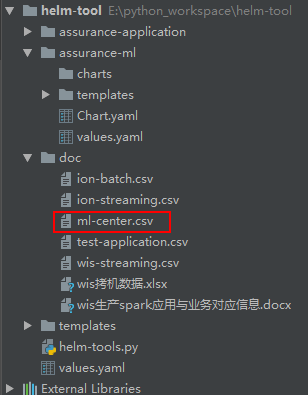 helm-tool E:\python_workspace\helm-tool
assurance-application
assurance-ml
charts
templates
Chart.yaml
values.yaml
doc
ion-batch.csv
ion-streaming.csv
ml-center.csv
test-application.csv
wis-streaming.csv
wis拷机数据.xlsx
wis生产spark应用与业务对应信息.docx
templates
helm-tools.py
values.yaml
External Libraries